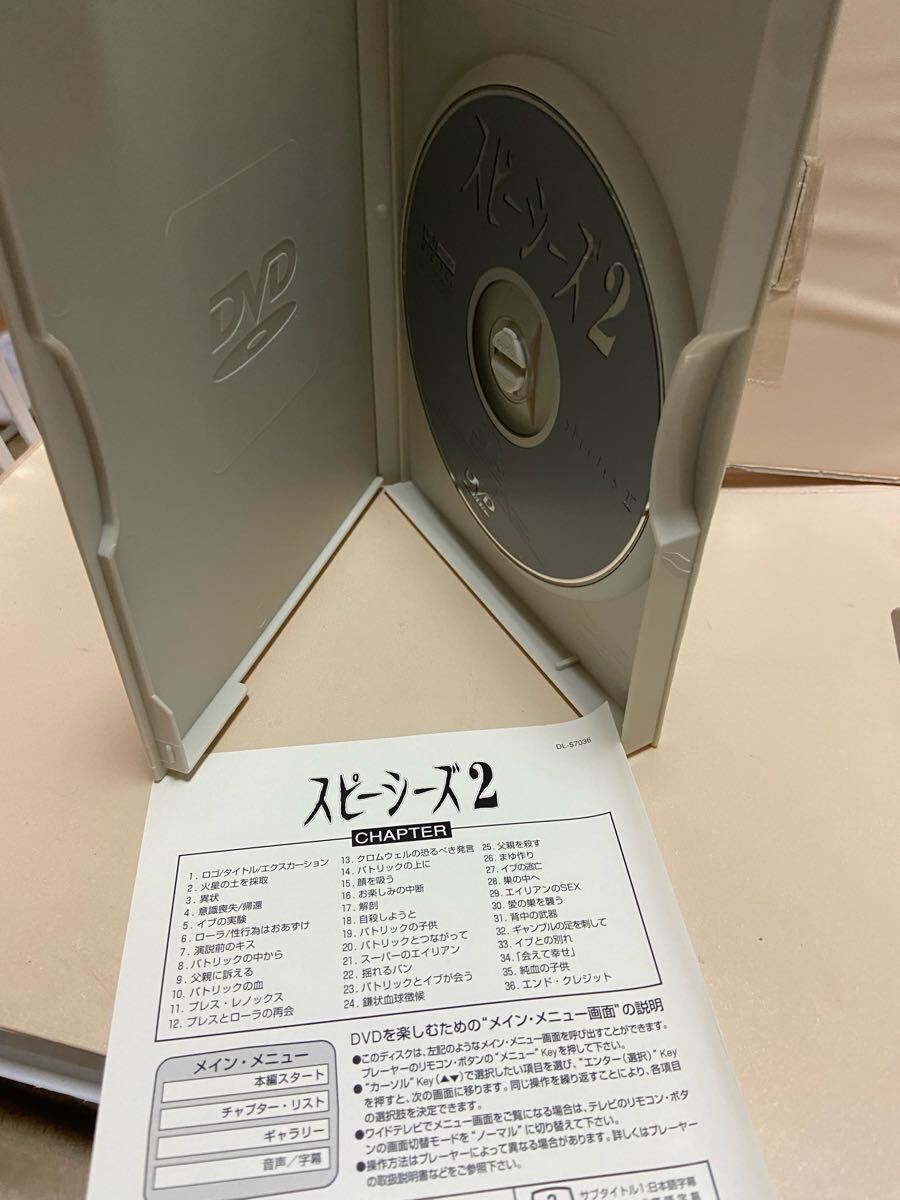 DVD
スピーシーズ2
DVD
DL-57036
スピーシーズ2
CHAPTER
1. ロゴ/タイトル/エクスカーション
2. 火星の土を採取
3. 異状
4. 意識喪失/帰還
5. イブの実験
6. ローラ/性行為はおあずけ
7. 演説前のキス
8. パトリックの中から
9. 父親に訴える
10. パトリックの血
11. プレス・レノックス
12. プレスとローラの再会
13. クロムウェルの恐るべき発言
14. パトリックの上に
15. 顔を吸う
16. お楽しみの中断
17. 解剖
18. 自殺しようと
19. パトリックの子供
20. パトリックとつながって
21. スーパーのエイリアン
22. 揺れるバン
23. パトリックとイブが会う
24. 鎌状血球徴候
25. 父親を殺す
26. まゆ作り
27. イブの逃亡
28. 巣の中へ
29. エイリアンのSEX
30. 愛の巣を襲う
31. 背中の武器
32. ギャンブルの足を刺して
33. イブとの別れ
34. 「会えて幸せ」
35. 純血の子供
36. エンド・クレジット
メイン・メニュー
本編スタート
チャプター・リスト
ギャラリー
音声/字幕
DVDを楽しむための“メイン・メニュー画面”の説明
●このディスクは、左記のようなメイン・メニュー画面を呼び出すことができます。
プレーヤーのリモコン・ボタンの“メニュー” Keyを押して下さい。
●“カーソル” Key(▲▼)で選択したい項目を選び、“エンター(選択)” Key
を押すと、次の画面に移ります。同じ操作を繰り返すことにより、各項目
の選択肢を決定できます。
●ワイドテレビでメニュー画面をご覧になる場合は、テレビのリモコン・ボタ
ンの画面切替モードを“ノーマル”に切り替えて下さい。
●操作方法はプレーヤーによって異なる場合があります。詳しくはプレーヤー
の取扱説明書などをご参照下さい。
2
サブタイトル1:日本語字幕